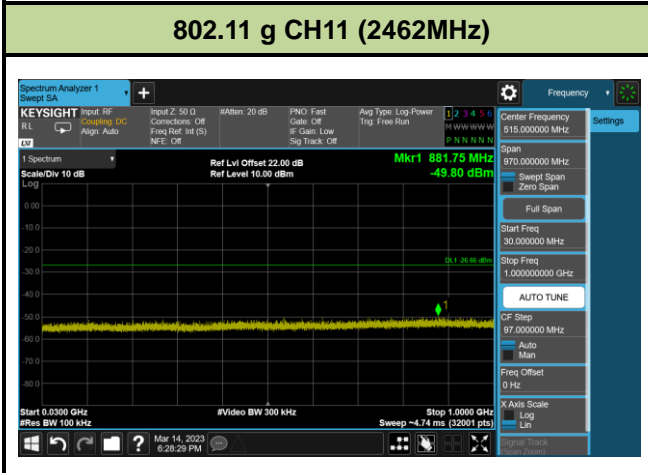 802.11 g CH11 (2462MHz)
Spectrum Analyzer 1
Swept SA
Frequency
KEYSIGHT
RL
LXI
Input: RF
Coupling: DC
Align: Auto
Input Z: 50 Ω
Corrections: Off
Freq Ref: Int (S)
NFE: Off
#Atten: 20 dB
PNO: Fast
Gate: Off
IF Gain: Low
Sig Track: Off
Avg Type: Log-Power
Trig: Free Run
1 2 3 4 5 6
M W W W W W
P N N N N N
1 Spectrum
Scale/Div 10 dB
Log
Ref Lvl Offset 22.00 dB
Ref Level 10.00 dBm
Mkr1 881.75 MHz
-49.80 dBm
0.00
-10.0
-20.0
-30.0
-40.0
-50.0
-60.0
-70.0
-80.0
DL1 -26.66 dBm
1
Start 0.0300 GHz
#Res BW 100 kHz
#Video BW 300 kHz
Stop 1.0000 GHz
Sweep ~4.74 ms (32001 pts)
Mar 14, 2023
6:28:29 PM
Center Frequency
515.000000 MHz
Settings
Span
970.000000 MHz
Swept Span
Zero Span
Full Span
Start Freq
30.000000 MHz
Stop Freq
1.000000000 GHz
AUTO TUNE
CF Step
97.000000 MHz
Auto
Man
Freq Offset
0 Hz
X Axis Scale
Log
Lin
Signal Track
(Span Zoom)